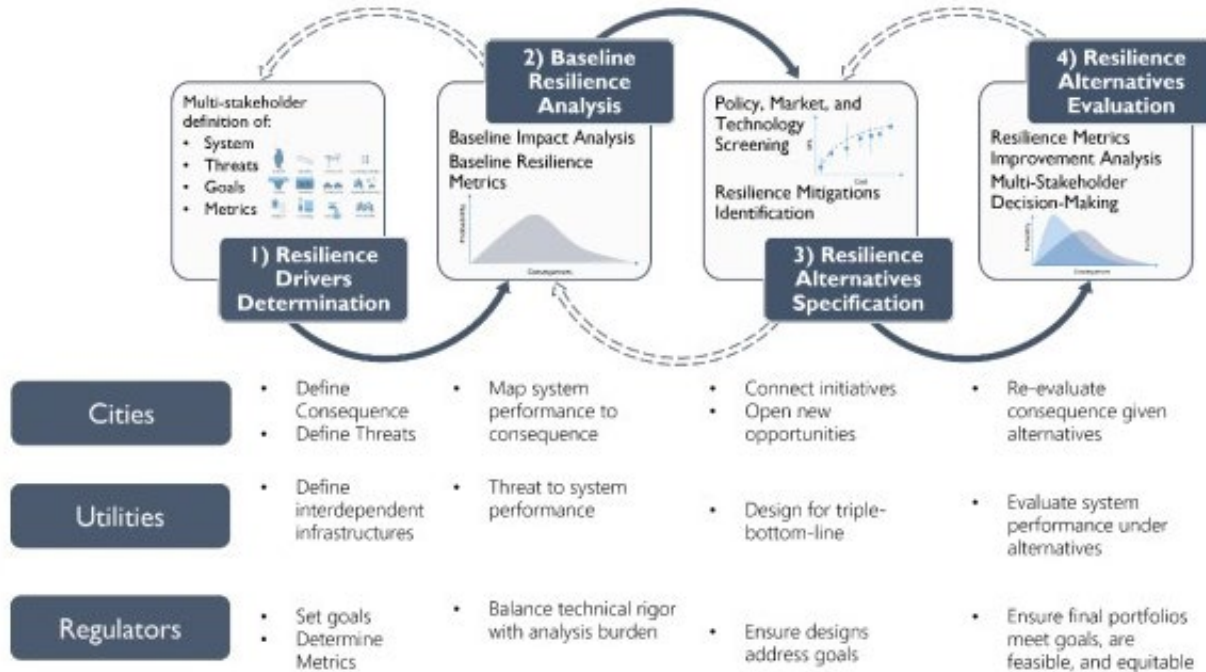 2) Baseline
Resilience
Analysis
4) Resilience
Alternatives
Evaluation
Multi-stakeholder
definition of:
• System
• Threats
• Goals
• Metrics
1) Resilience
Drivers
Determination
Baseline Impact Analysis
Baseline Resilience
Metrics
Probability
Consequences
Policy, Market, and
Technology
Screening
Cost
Resilience Mitigations
Identification
3) Resilience
Alternatives
Specification
Resilience Metrics
Improvement Analysis
Multi-Stakeholder
Decision-Making
Probability
Consequence
Cities
• Define
Consequence
• Define Threats
• Map system
performance to
consequence
• Connect initiatives
• Open new
opportunities
• Re-evaluate
consequence given
alternatives
Utilities
• Define
interdependent
infrastructures
• Threat to system
performance
• Design for triple-
bottom-line
• Evaluate system
performance under
alternatives
Regulators
• Set goals
• Determine
Metrics
• Balance technical rigor
with analysis burden
• Ensure designs
address goals
• Ensure final portfolios
meet goals, are
feasible, and equitable